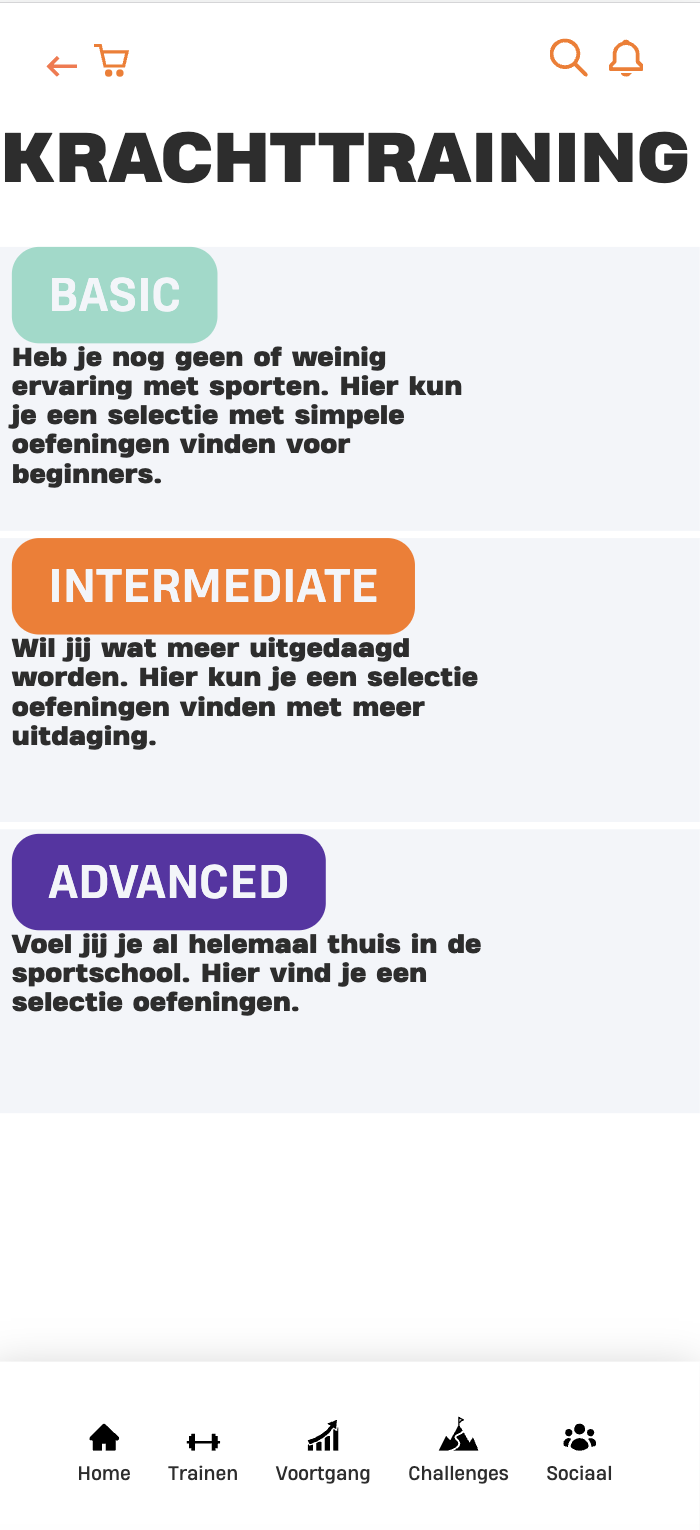 KRACHTTRAINING
BASIC
Heb je nog geen of weinig
ervaring met sporten. Hier kun
je een selectie met simpele
oefeningen vinden voor
beginners.
INTERMEDIATE
Wil jij wat meer uitgedaagd
worden. Hier kun je een selectie
oefeningen vinden met meer
uitdaging.
ADVANCED
Voel jij je al helemaal thuis in de
sportschool. Hier vind je een
selectie oefeningen.
Home Trainen Voortgang Challenges Sociaal